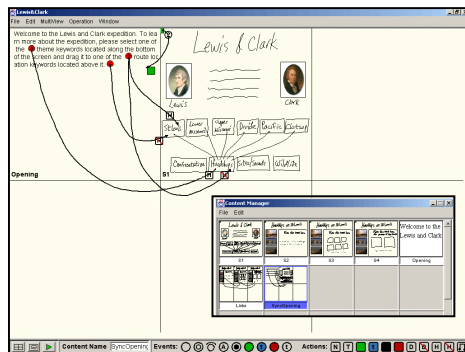 Lewis&Clark
File Edit MultiView Operation Window
Welcome to the Lewis and Clark expedition. To lea
rn more about the expedition, please select one of
the theme keywords located along the bottom
of the screen and drag it to one of the route loc
ation keywords located above it.
Lewis & Clark
Lewis
Clark
St Louis
Lower Missouri
Upper Missouri
Divide
Pacific
Clatsop
Confrontation
Hardships
Wildlife
Opening
S1
Content Manager
File Edit
Lewis & Clark
Welcome to the
Lewis and Clark
S1 S2 S3 S4 Opening
Links SyncOpening
Content Name SyncOpening Events: Actions: N T